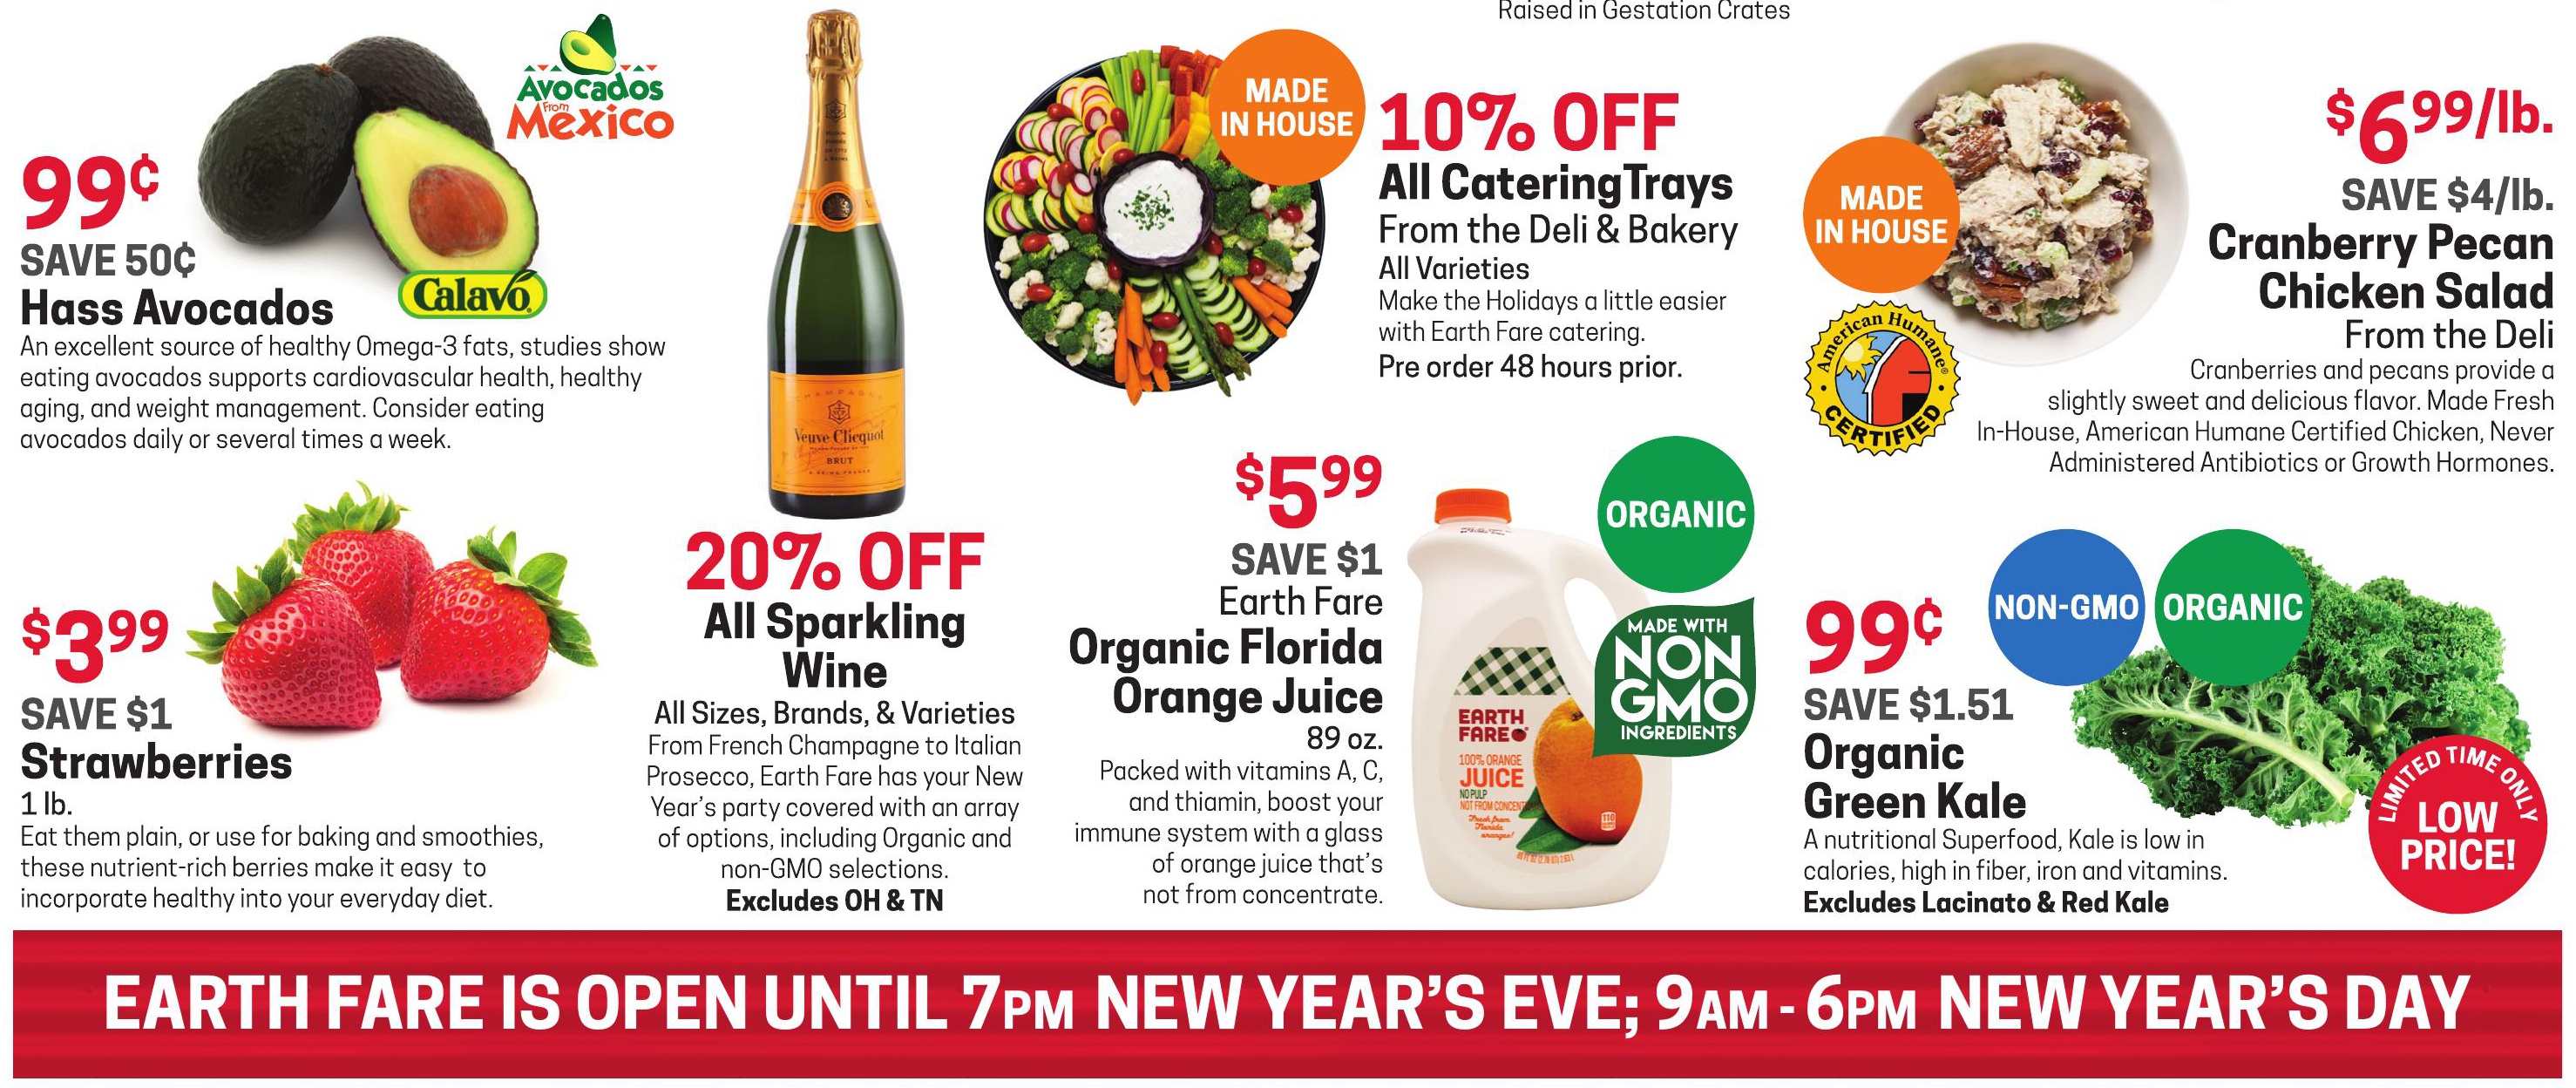 Raised in Gestation Crates
Avocados
From
Mexico
99¢
SAVE 50¢
Hass Avocados
Calavo
An excellent source of healthy Omega-3 fats, studies show
eating avocados supports cardiovascular health, healthy
aging, and weight management. Consider eating
avocados daily or several times a week.
$3.99
SAVE $1
Strawberries
1 lb.
Eat them plain, or use for baking and smoothies,
these nutrient-rich berries make it easy to
incorporate healthy into your everyday diet.
CHAMPAGNE
Veuve Clicquot
BRUT
20% OFF
All Sparkling
Wine
All Sizes, Brands, & Varieties
From French Champagne to Italian
Prosecco, Earth Fare has your New
Year's party covered with an array
of options, including Organic and
non-GMO selections.
Excludes OH & TN
MADE
IN HOUSE
10% OFF
All CateringTrays
From the Deli & Bakery
All Varieties
Make the Holidays a little easier
with Earth Fare catering.
Pre order 48 hours prior.
$5.99
SAVE $1
Earth Fare
Organic Florida
Orange Juice
89 oz.
Packed with vitamins A, C,
and thiamin, boost your
immune system with a glass
of orange juice that's
not from concentrate.
ORGANIC
MADE WITH
NON
GMO
INGREDIENTS
EARTH
FARE
100% ORANGE
JUICE
NO PULP
NOT FROM CONCENT
Fresh from
Florida
oranges!
110
MADE
IN HOUSE
American Humane®
CERTIFIED
$6.99/lb.
SAVE $4/lb.
Cranberry Pecan
Chicken Salad
From the Deli
Cranberries and pecans provide a
slightly sweet and delicious flavor. Made Fresh
In-House, American Humane Certified Chicken, Never
Administered Antibiotics or Growth Hormones.
NON-GMO
ORGANIC
99¢
SAVE $1.51
Organic
Green Kale
A nutritional Superfood, Kale is low in
calories, high in fiber, iron and vitamins.
Excludes Lacinato & Red Kale
LIMITED TIME ONLY
LOW
PRICE!
EARTH FARE IS OPEN UNTIL 7PM NEW YEAR'S EVE; 9AM - 6PM NEW YEAR'S DAY